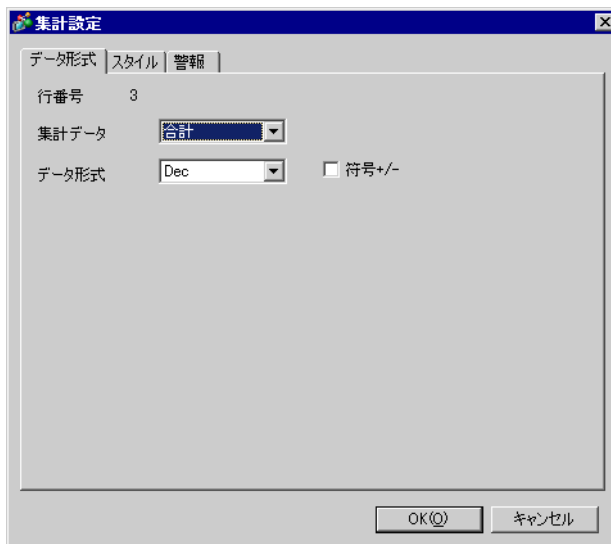 集計設定
データ形式 スタイル 警報
行番号 3
集計データ 合計
データ形式 Dec 符号+/-
OK(O) キャンセル